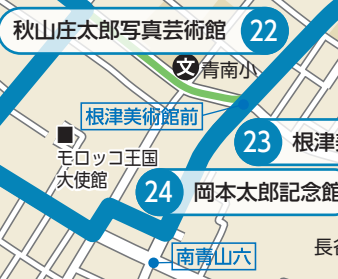 秋山庄太郎写真芸術館 22
文 青南小
根津美術館前
23 根津美
モロッコ王国
大使館
24 岡本太郎記念館
南青山六
長谷